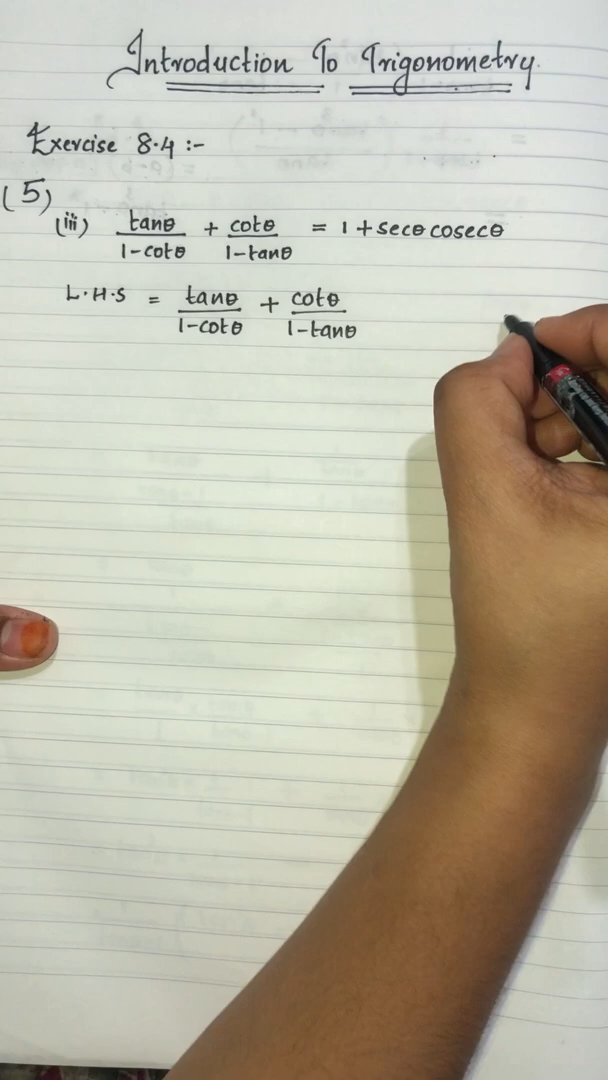 Introduction To Trigonometry.
Exercise 8.4 :-
(5)
(iii) tanθ/1-cotθ + cotθ/1-tanθ = 1+secθ cosecθ
L.H.S = tanθ/1-cotθ + cotθ/1-tanθ